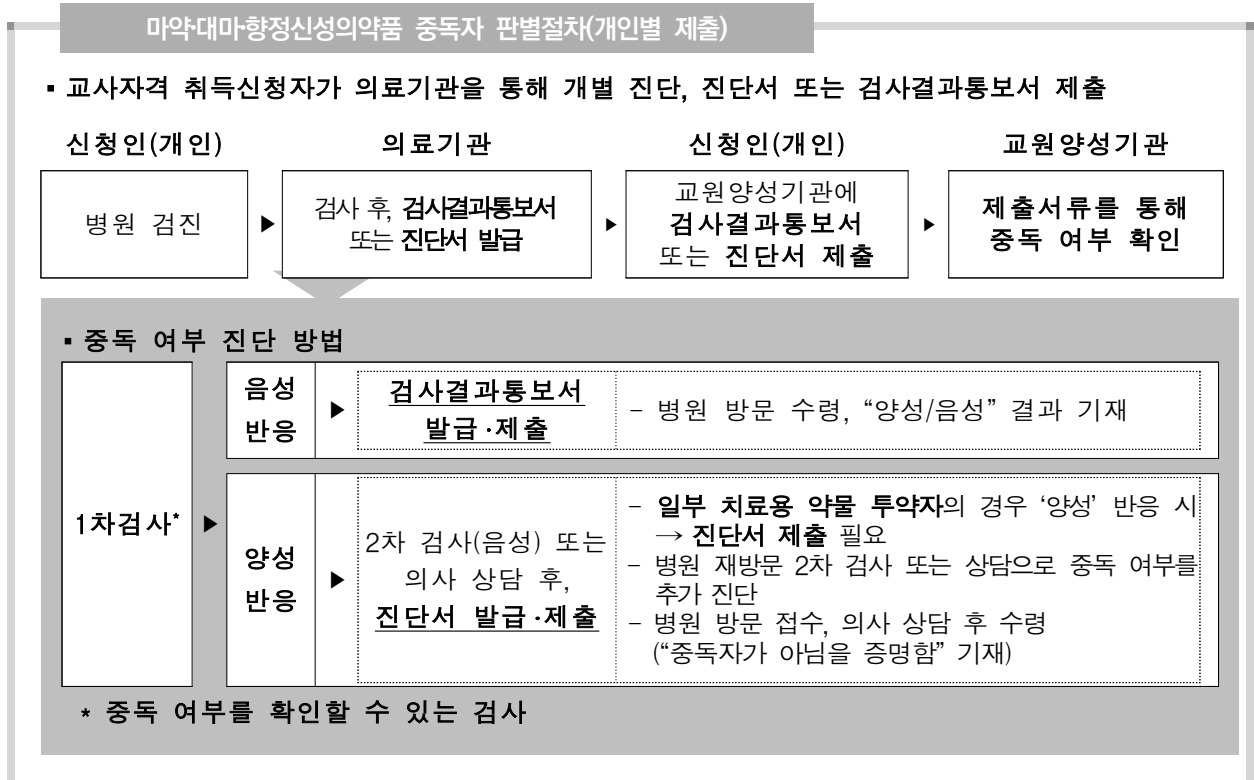 마약·대마·향정신성의약품 중독자 판별절차(개인별 제출)
▪ 교사자격 취득신청자가 의료기관을 통해 개별 진단, 진단서 또는 검사결과통보서 제출
신청인(개인)
의료기관
신청인(개인)
교원양성기관
병원 검진
▶
검사 후, 검사결과통보서
또는 진단서 발급
▶
교원양성기관에
검사결과통보서
또는 진단서 제출
▶
제출서류를 통해
중독 여부 확인
▪ 중독 여부 진단 방법
1차검사*
▶
음성
반응
▶
검사결과통보서
발급·제출
- 병원 방문 수령, “양성/음성” 결과 기재
양성
반응
▶
2차 검사(음성) 또는
의사 상담 후,
진단서 발급·제출
- 일부 치료용 약물 투약자의 경우 ‘양성’ 반응 시
→ 진단서 제출 필요
- 병원 재방문 2차 검사 또는 상담으로 중독 여부를
추가 진단
- 병원 방문 접수, 의사 상담 후 수령
(“중독자가 아님을 증명함” 기재)
* 중독 여부를 확인할 수 있는 검사